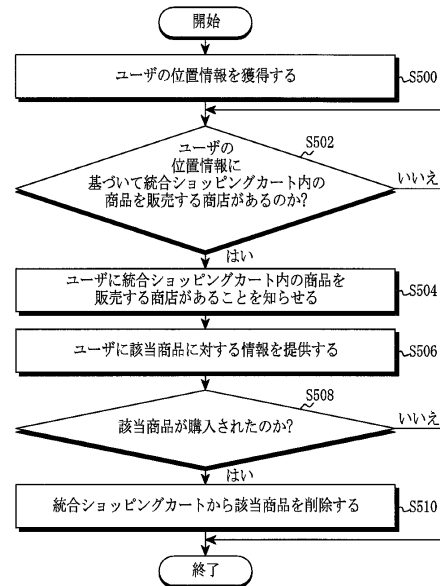 開始
ユーザの位置情報を獲得する
S500
S502
ユーザの
位置情報に
基づいて統合ショッピングカート内の
商品を販売する商店があるのか?
いいえ
はい
ユーザに統合ショッピングカート内の商品を
販売する商店があることを知らせる
S504
ユーザに該当商品に対する情報を提供する
S506
S508
該当商品が購入されたのか?
いいえ
はい
統合ショッピングカートから該当商品を削除する
S510
終了